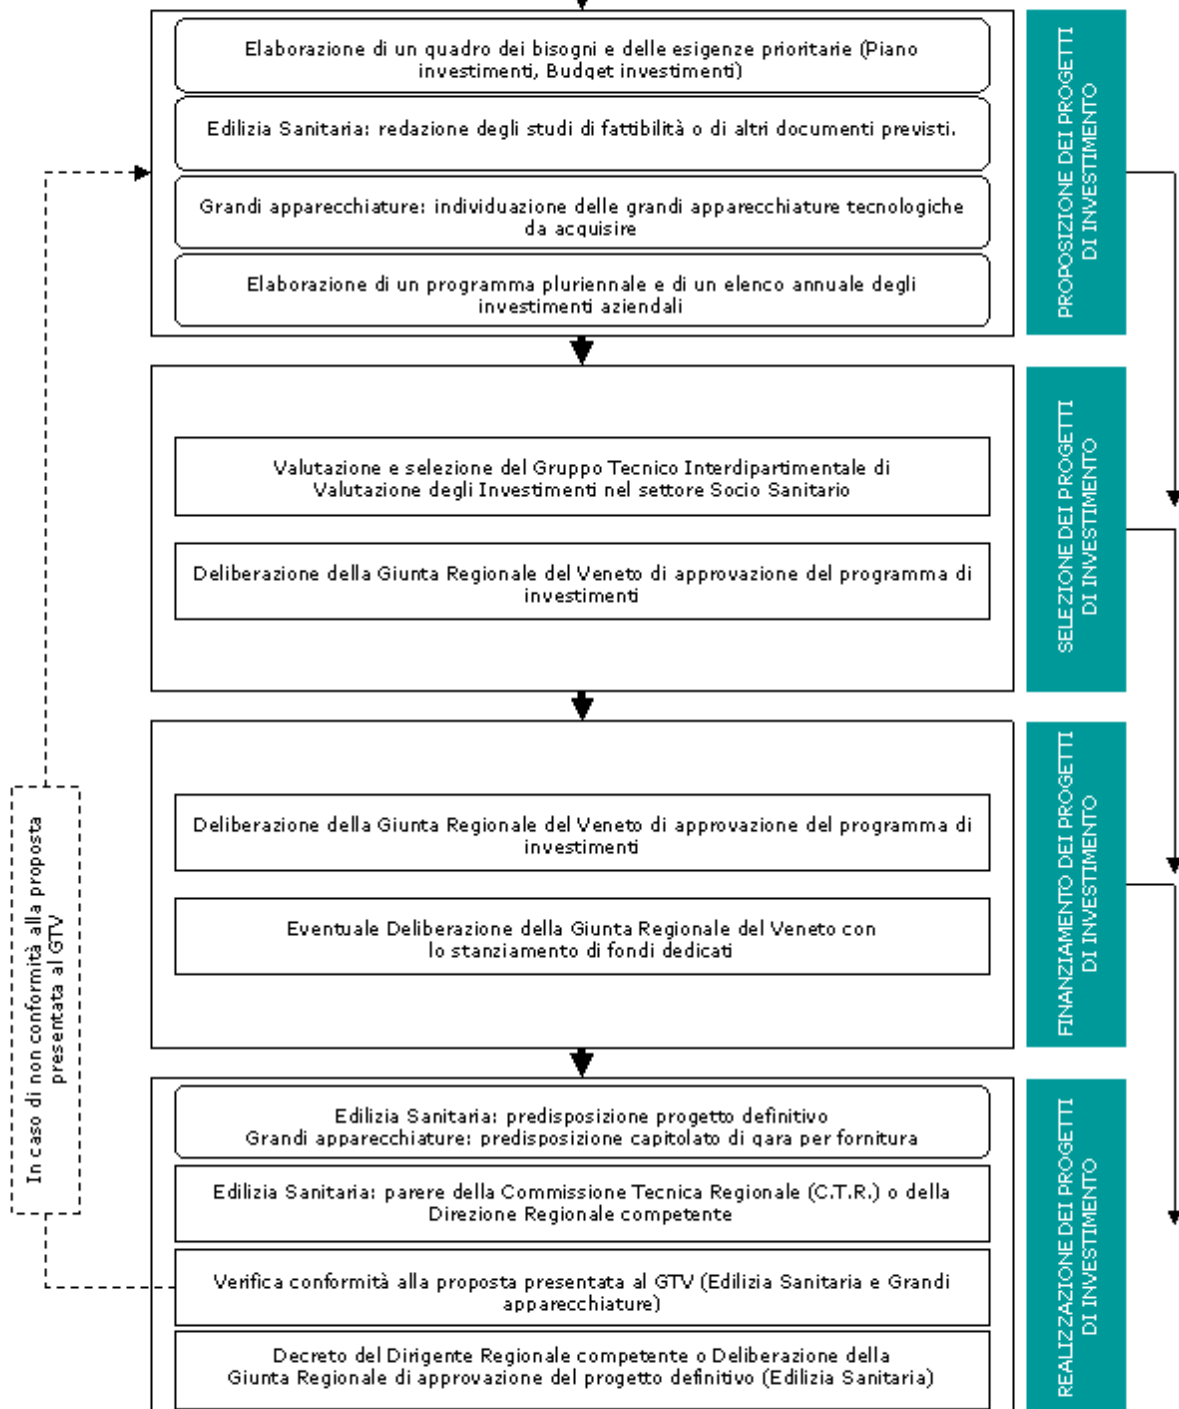 Elaborazione di un quadro dei bisogni e delle esigenze prioritarie (Piano
investimenti, Budget investimenti)
Edilizia Sanitaria: redazione degli studi di fattibilità o di altri documenti previsti.
Grandi apparecchiature: individuazione delle grandi apparecchiature tecnologiche
da acquisire
Elaborazione di un programma pluriennale e di un elenco annuale degli
investimenti aziendali
PROPOSIZIONE DEI PROGETTI
DI INVESTIMENTO
Valutazione e selezione del Gruppo Tecnico Interdipartimentale di
Valutazione degli Investimenti nel settore Socio Sanitario
Deliberazione della Giunta Regionale del Veneto di approvazione del programma di
investimenti
SELEZIONE DEI PROGETTI
DI INVESTIMENTO
Deliberazione della Giunta Regionale del Veneto di approvazione del programma di
investimenti
Eventuale Deliberazione della Giunta Regionale del Veneto con
lo stanziamento di fondi dedicati
FINANZIAMENTO DEI PROGETTI
DI INVESTIMENTO
In caso di non conformità alla proposta
presentata al GTV
Edilizia Sanitaria: predisposizione progetto definitivo
Grandi apparecchiature: predisposizione capitolato di gara per fornitura
Edilizia Sanitaria: parere della Commissione Tecnica Regionale (C.T.R.) o della
Direzione Regionale competente
Verifica conformità alla proposta presentata al GTV (Edilizia Sanitaria e Grandi
apparecchiature)
Decreto del Dirigente Regionale competente o Deliberazione della
Giunta Regionale di approvazione del progetto definitivo (Edilizia Sanitaria)
REALIZZAZIONE DEI PROGETTI
DI INVESTIMENTO